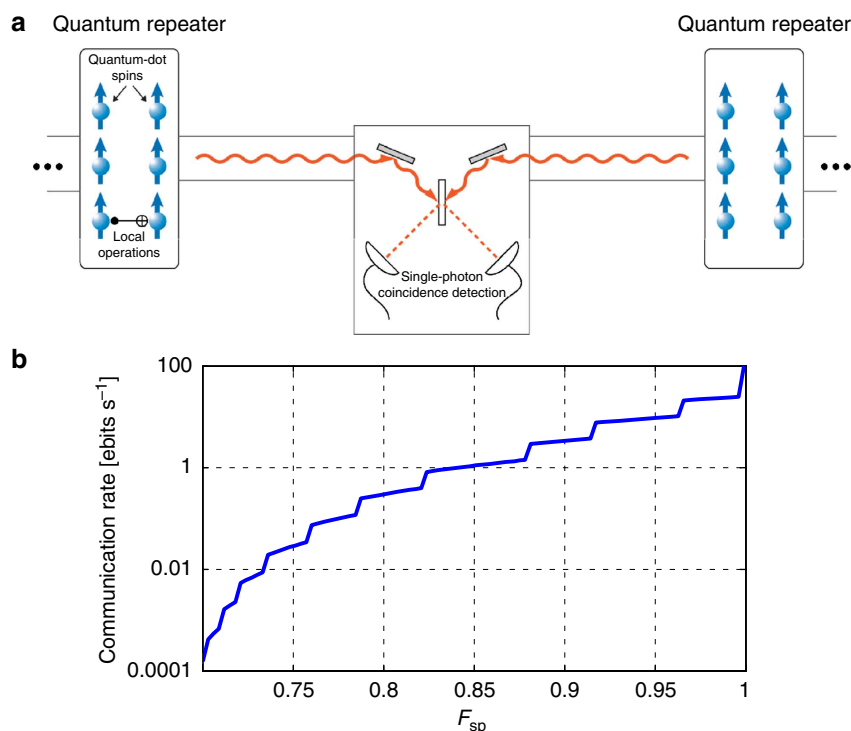 a
Quantum repeater
Quantum repeater
Quantum-dot
spins
Local
operations
Single-photon
coincidence detection
b
Communication rate [ebits s⁻¹]
100
1
0.01
0.0001
0.75
0.8
0.85
0.9
0.95
1
F_sp